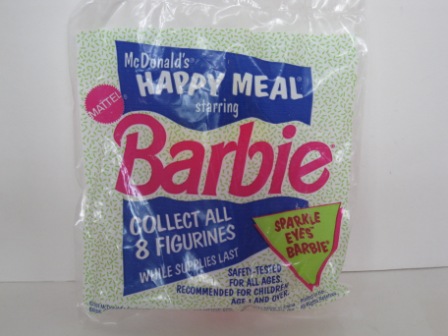 McDonald's®
HAPPY MEAL®
starring
MATTEL
Barbie
COLLECT ALL
8 FIGURINES
WHILE SUPPLIES LAST
SPARKLE
EYES™
BARBIE®
SAFETY-TESTED
FOR ALL AGES.
RECOMMENDED FOR CHILDREN
AGE 1 AND OVER.